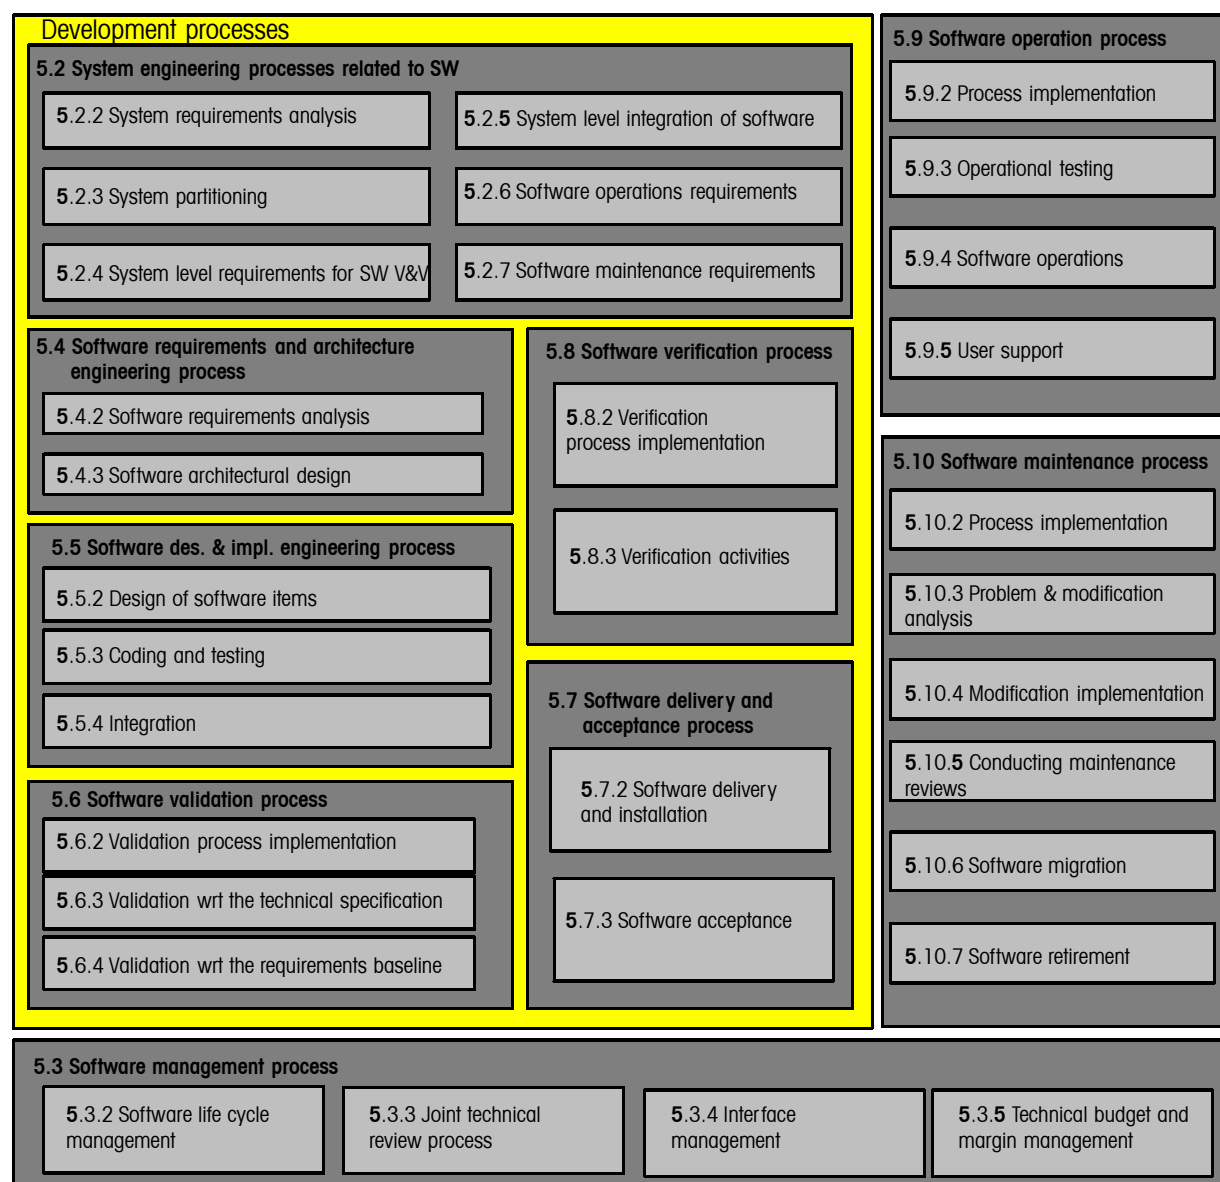 Development processes
5.2 System engineering processes related to SW
5.2.2 System requirements analysis
5.2.5 System level integration of software
5.2.3 System partitioning
5.2.6 Software operations requirements
5.2.4 System level requirements for SW V&V
5.2.7 Software maintenance requirements
5.4 Software requirements and architecture
engineering process
5.4.2 Software requirements analysis
5.4.3 Software architectural design
5.5 Software des. & impl. engineering process
5.5.2 Design of software items
5.5.3 Coding and testing
5.5.4 Integration
5.6 Software validation process
5.6.2 Validation process implementation
5.6.3 Validation wrt the technical specification
5.6.4 Validation wrt the requirements baseline
5.8 Software verification process
5.8.2 Verification
process implementation
5.8.3 Verification activities
5.7 Software delivery and
acceptance process
5.7.2 Software delivery
and installation
5.7.3 Software acceptance
5.9 Software operation process
5.9.2 Process implementation
5.9.3 Operational testing
5.9.4 Software operations
5.9.5 User support
5.10 Software maintenance process
5.10.2 Process implementation
5.10.3 Problem & modification
analysis
5.10.4 Modification implementation
5.10.5 Conducting maintenance
reviews
5.10.6 Software migration
5.10.7 Software retirement
5.3 Software management process
5.3.2 Software life cycle
management
5.3.3 Joint technical
review process
5.3.4 Interface
management
5.3.5 Technical budget and
margin management